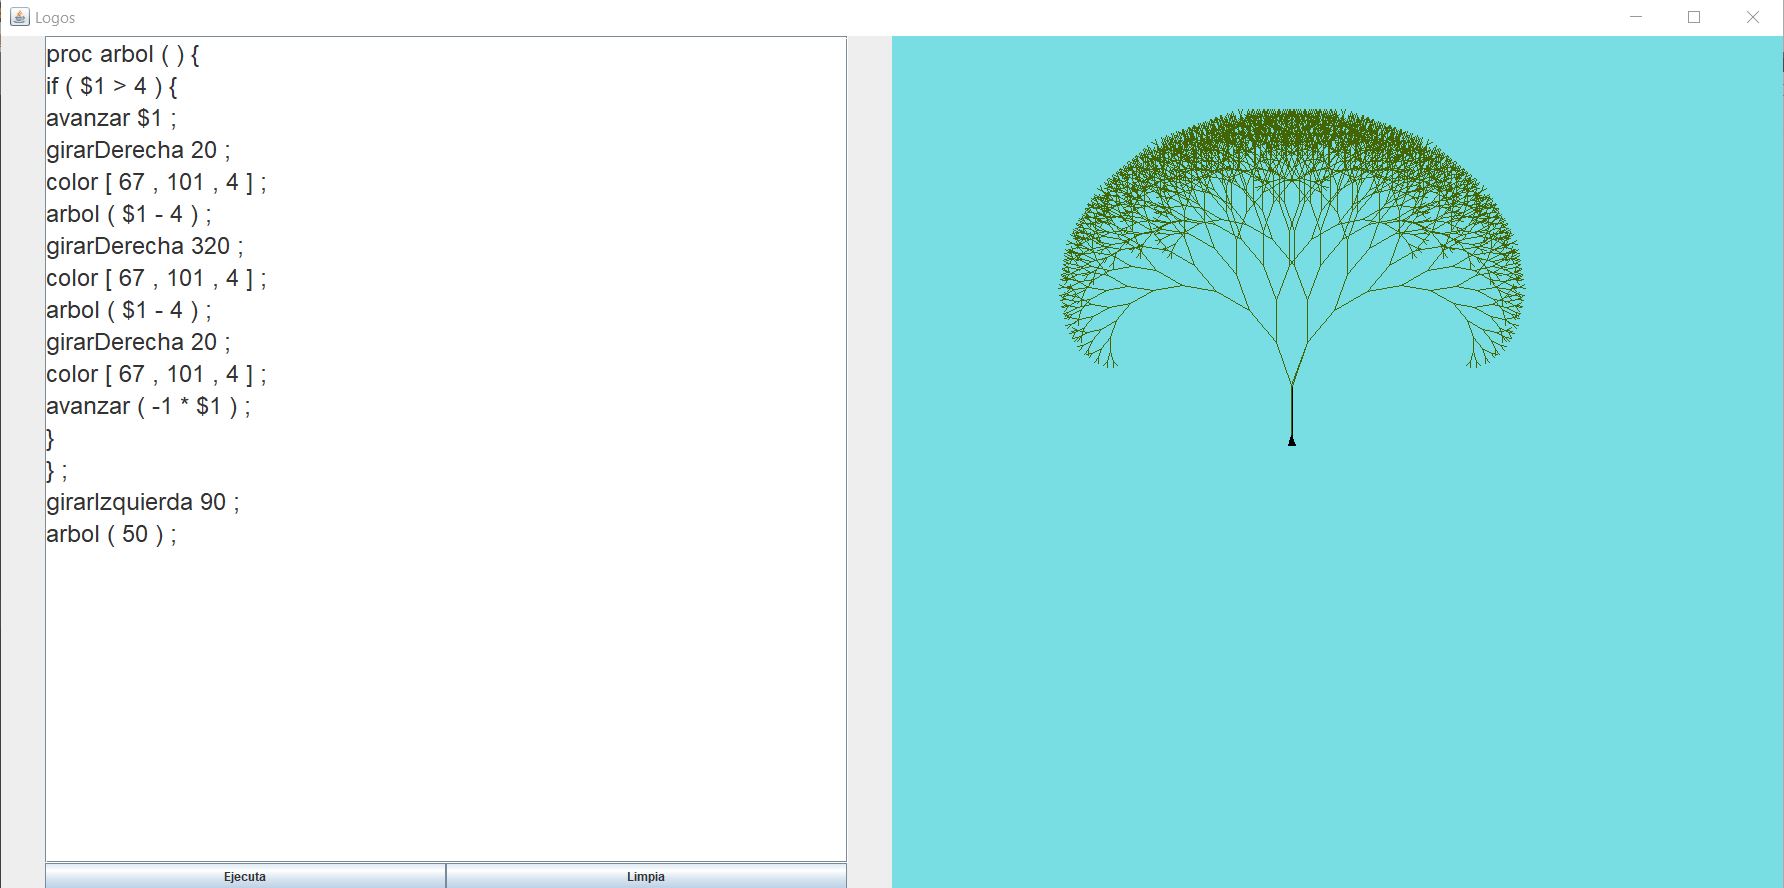 Logos
proc arbol ( ) {
if ( $1 > 4 ) {
avanzar $1 ;
girarDerecha 20 ;
color [ 67 , 101 , 4 ] ;
arbol ( $1 - 4 ) ;
girarDerecha 320 ;
color [ 67 , 101 , 4 ] ;
arbol ( $1 - 4 ) ;
girarDerecha 20 ;
color [ 67 , 101 , 4 ] ;
avanzar ( -1 * $1 ) ;
}
} ;
girarIzquierda 90 ;
arbol ( 50 ) ;
Ejecuta
Limpia